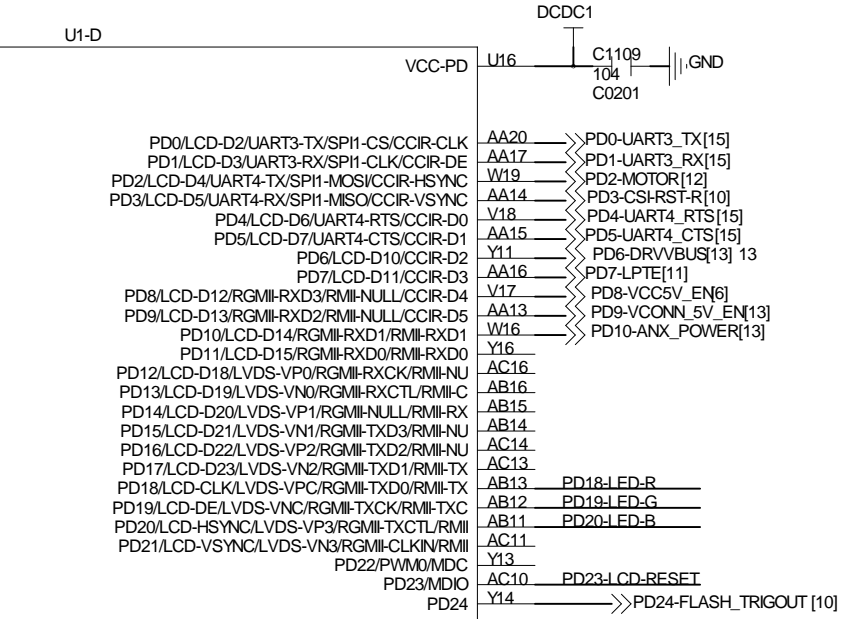 DCDC1
U1-D
VCC-PD U16 C1109 GND
104
C0201
PD0/LCD-D2/UART3-TX/SPI1-CS/CCIR-CLK AA20 PD0-UART3_TX[15]
PD1/LCD-D3/UART3-RX/SPI1-CLK/CCIR-DE AA17 PD1-UART3_RX[15]
PD2/LCD-D4/UART4-TX/SPI1-MOSI/CCIR-HSYNC W19 PD2-MOTOR[12]
PD3/LCD-D5/UART4-RX/SPI1-MISO/CCIR-VSYNC AA14 PD3-CSI-RST-R[10]
PD4/LCD-D6/UART4-RTS/CCIR-D0 V18 PD4-UART4_RTS[15]
PD5/LCD-D7/UART4-CTS/CCIR-D1 AA15 PD5-UART4_CTS[15]
PD6/LCD-D10/CCIR-D2 Y11 PD6-DRVVBUS[13] 13
PD7/LCD-D11/CCIR-D3 AA16 PD7-LPTE[11]
PD8/LCD-D12/RGMII-RXD3/RMII-NULL/CCIR-D4 V17 PD8-VCC5V_EN[6]
PD9/LCD-D13/RGMII-RXD2/RMII-NULL/CCIR-D5 AA13 PD9-VCONN_5V_EN[13]
PD10/LCD-D14/RGMII-RXD1/RMII-RXD1 W16 PD10-ANX_POWER[13]
PD11/LCD-D15/RGMII-RXD0/RMII-RXD0 Y16
PD12/LCD-D18/LVDS-VP0/RGMII-RXCK/RMII-NU AC16
PD13/LCD-D19/LVDS-VN0/RGMII-RXCTL/RMII-C AB16
PD14/LCD-D20/LVDS-VP1/RGMII-NULL/RMII-RX AB15
PD15/LCD-D21/LVDS-VN1/RGMII-TXD3/RMII-NU AB14
PD16/LCD-D22/LVDS-VP2/RGMII-TXD2/RMII-NU AC14
PD17/LCD-D23/LVDS-VN2/RGMII-TXD1/RMII-TX AC13
PD18/LCD-CLK/LVDS-VPC/RGMII-TXD0/RMII-TX AB13 PD18-LED-R
PD19/LCD-DE/LVDS-VNC/RGMII-TXCK/RMII-TXC AB12 PD19-LED-G
PD20/LCD-HSYNC/LVDS-VP3/RGMII-TXCTL/RMII AB11 PD20-LED-B
PD21/LCD-VSYNC/LVDS-VN3/RGMII-CLKIN/RMII AC11
PD22/PWM0/MDC Y13
PD23/MDIO AC10 PD23-LCD-RESET
PD24 Y14 PD24-FLASH_TRIGOUT [10]